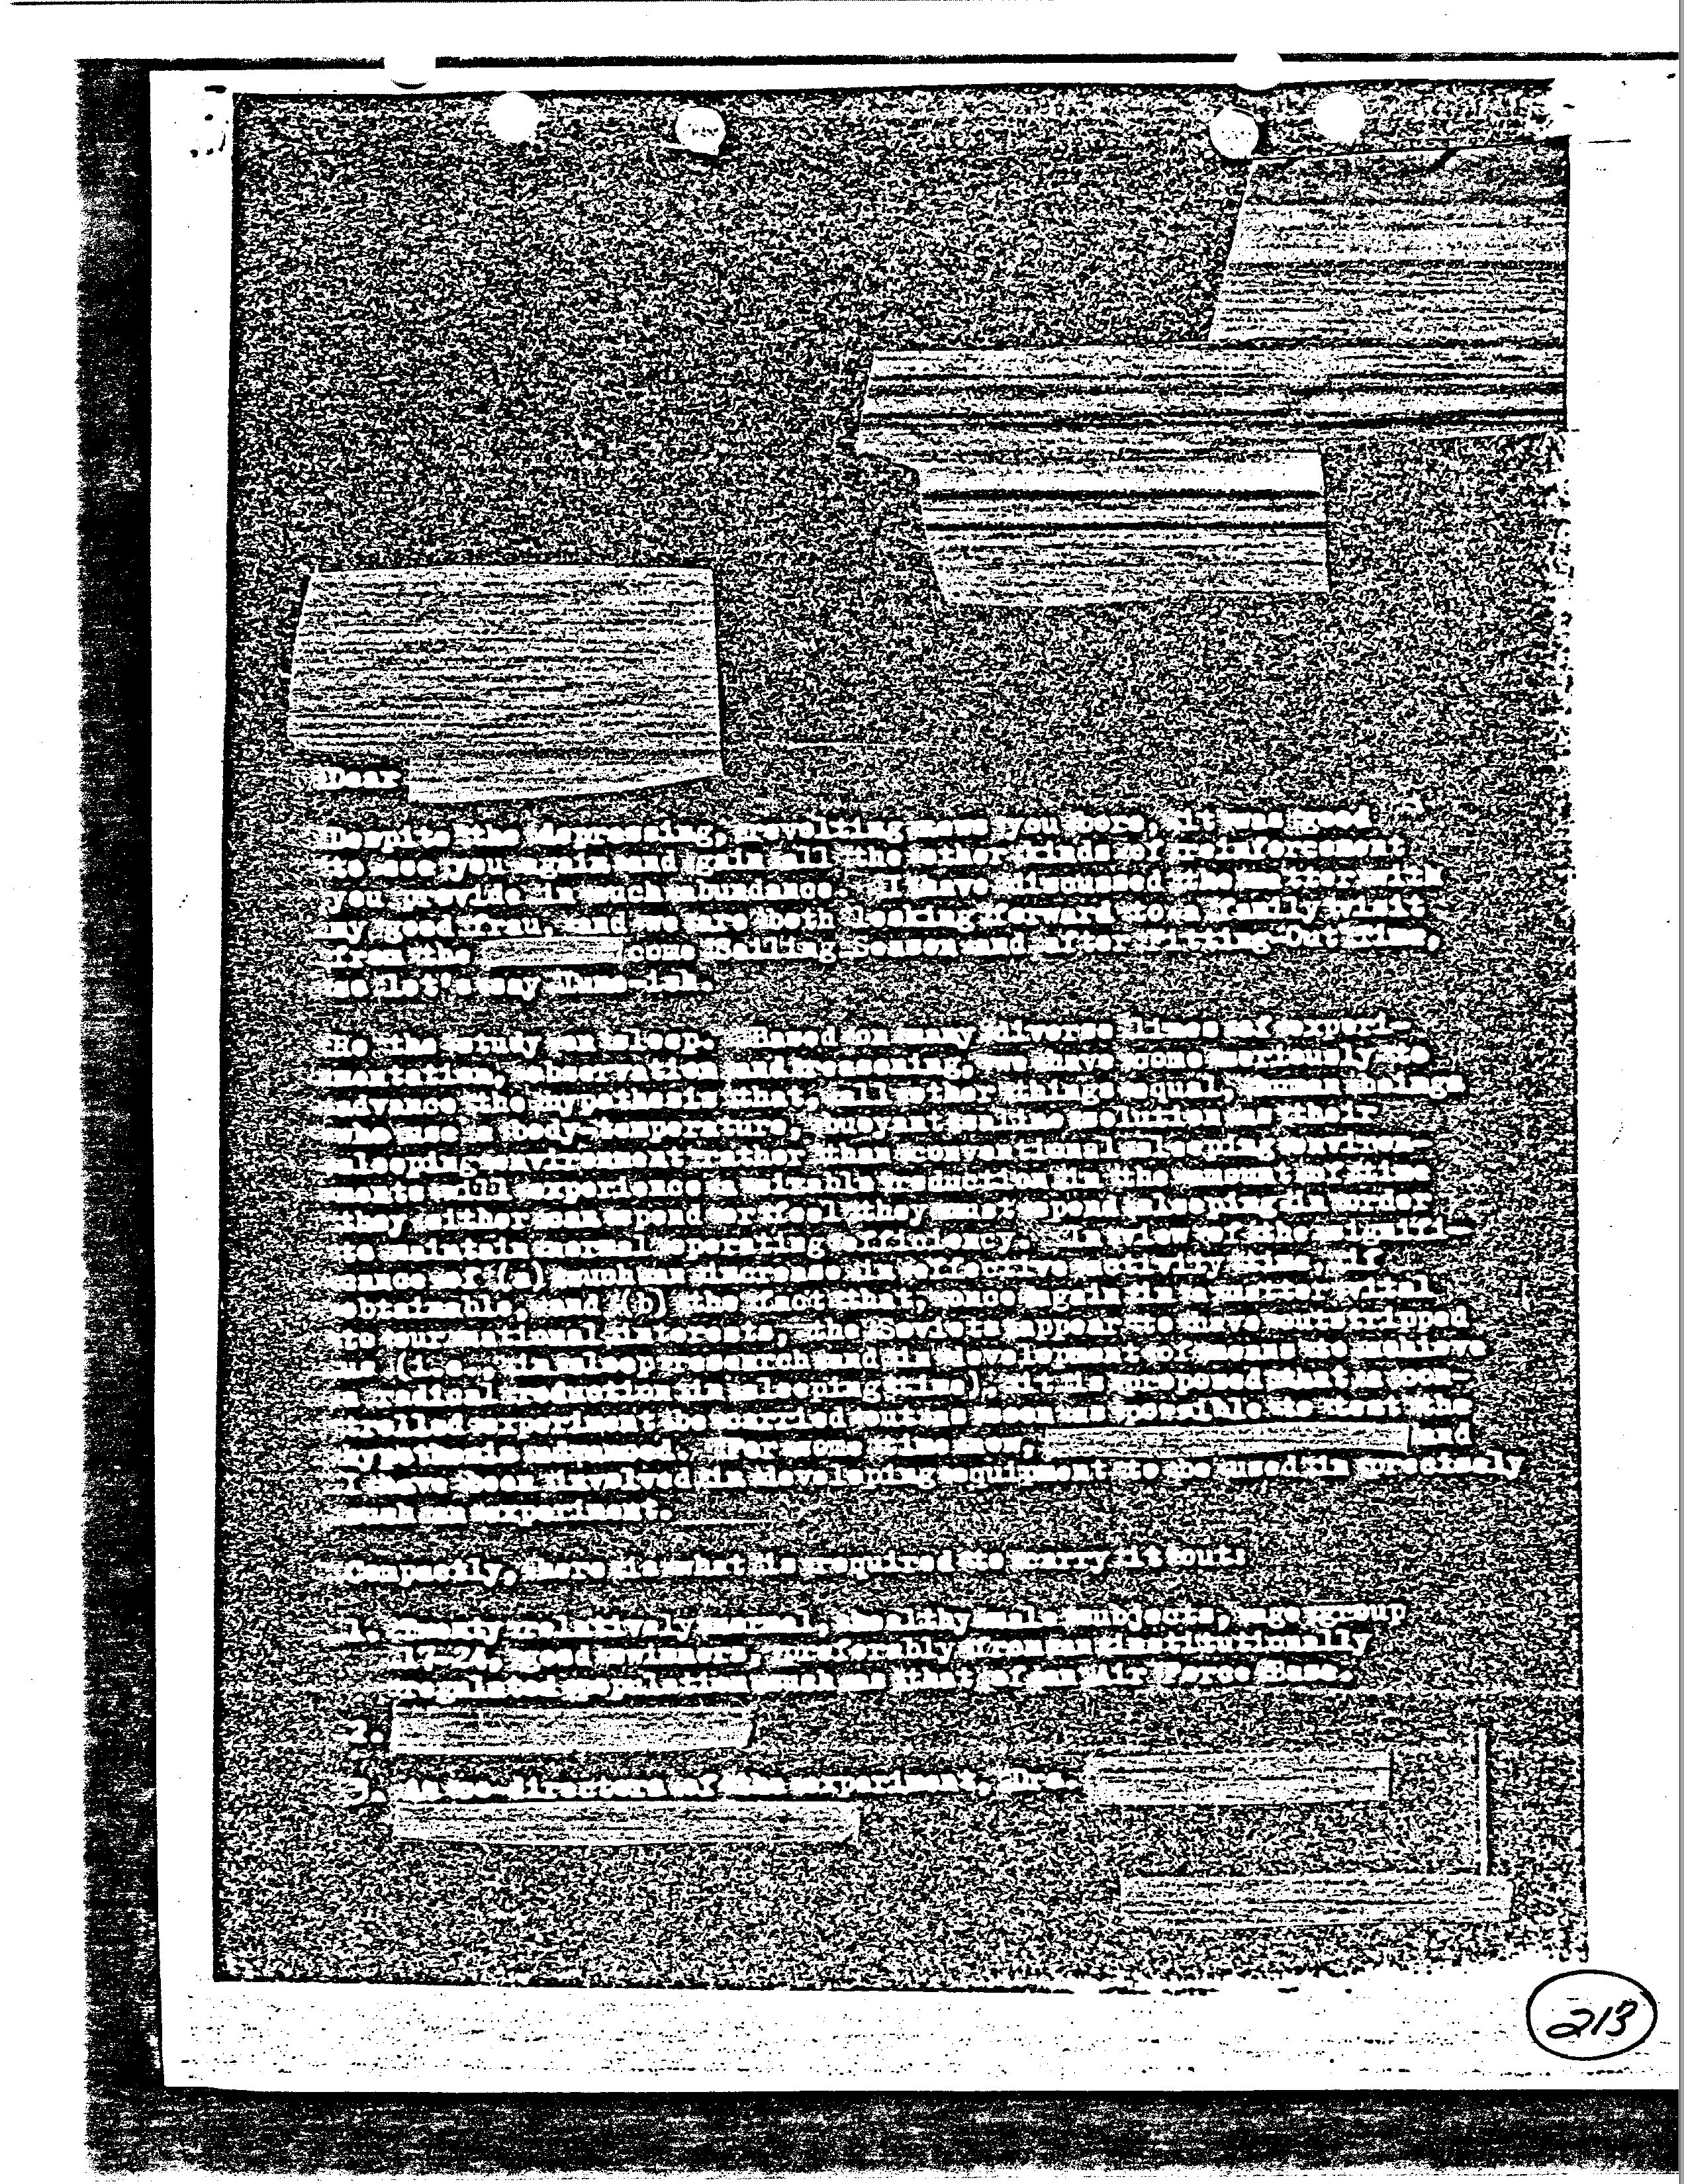 Dear
Despite the depressing, revolting news you bore, it was good
to see you again and gain all the other kinds of reinforcement
you provide in such abundance. I have discussed the matter with
my good frau, and we are both looking forward to a family visit
from the come Sailing Season and after Fitting-Out Time,
as let's say June-ish.
Re the study on sleep. Based on many diverse lines of experi-
mentation, observation and reasoning, we have come seriously to
advance the hypothesis that, all other things equal, human beings
who use a body-temperature, buoyant saline solution as their
sleeping environment rather than conventional sleeping environ-
ments will experience a sizable reduction in the amount of time
they either can spend or feel they must spend sleeping in order
to maintain normal operating efficiency. In view of the signifi-
cance of (a) such an increase in effective activity time, if
obtainable, and (b) the fact that, once again in a matter vital
to our national interests, the Soviets appear to have outstripped
us (i.e., in sleep research and in development of means to achieve
a radical reduction in sleeping time), it is proposed that a con-
trolled experiment be carried out as soon as possible to test the
hypothesis advanced. For some time now, and
I have been involved in developing equipment to be used in precisely
such an experiment.
Compactly, here is what is required to carry it out:
1. Twenty relatively normal, healthy male subjects, age group
17-24, good swimmers, preferably from an institutionally
regulated population such as that of an Air Force Base.
2.
3. As co-directors of the experiment, Drs.
213